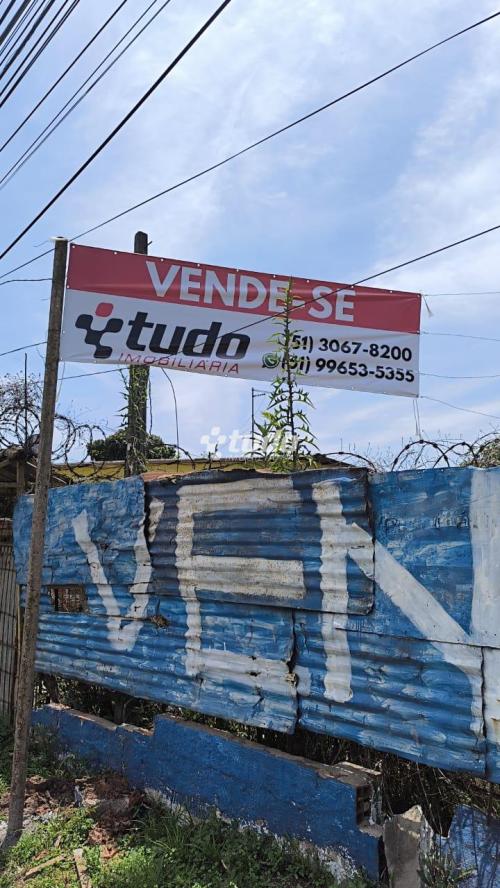 VENDE-SE
tudo
IMOBILIÁRIA
(51) 3067-8200
(51) 99653-5355
tudo
VEN